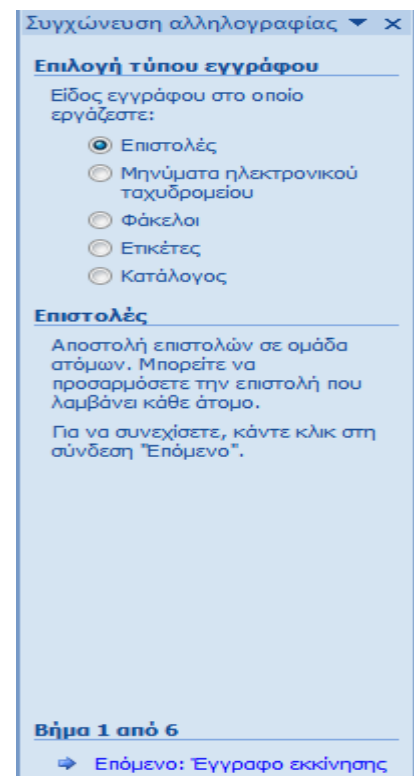 Συγχώνευση αλληλογραφίας
Επιλογή τύπου εγγράφου
Είδος εγγράφου στο οποίο
εργάζεστε:
Επιστολές
Μηνύματα ηλεκτρονικού
ταχυδρομείου
Φάκελοι
Ετικέτες
Κατάλογος
Επιστολές
Αποστολή επιστολών σε ομάδα
ατόμων. Μπορείτε να
προσαρμόσετε την επιστολή που
λαμβάνει κάθε άτομο.
Για να συνεχίσετε, κάντε κλικ στη
σύνδεση "Επόμενο".
Βήμα 1 από 6
Επόμενο: Έγγραφο εκκίνησης